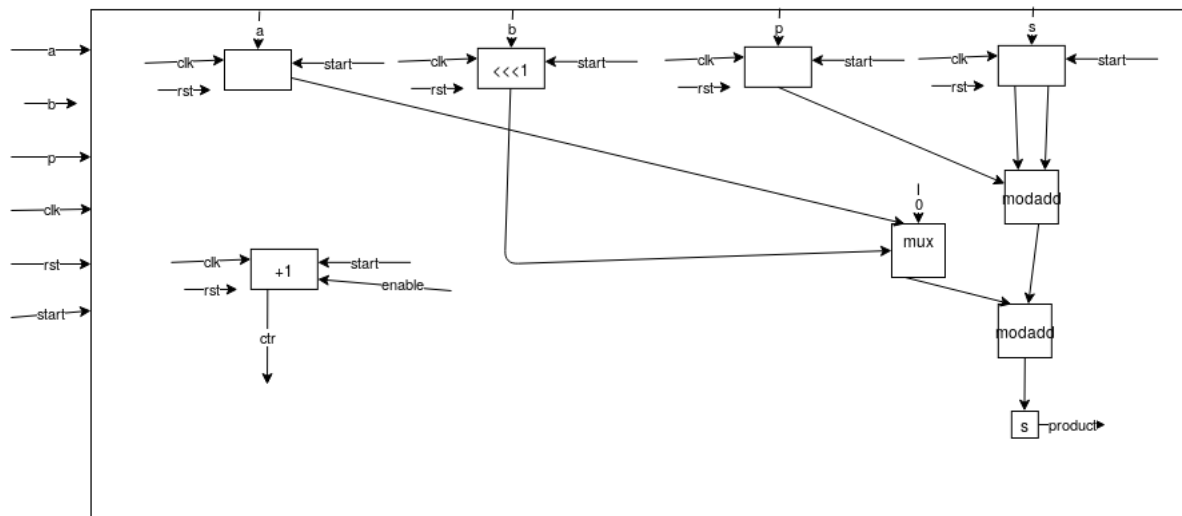 a
b
p
s
a
clk
start
rst
clk
<<<1
start
rst
clk
start
rst
clk
start
rst
b
p
modadd
clk
0
mux
rst
clk
+1
start
rst
enable
start
ctr
modadd
s
product